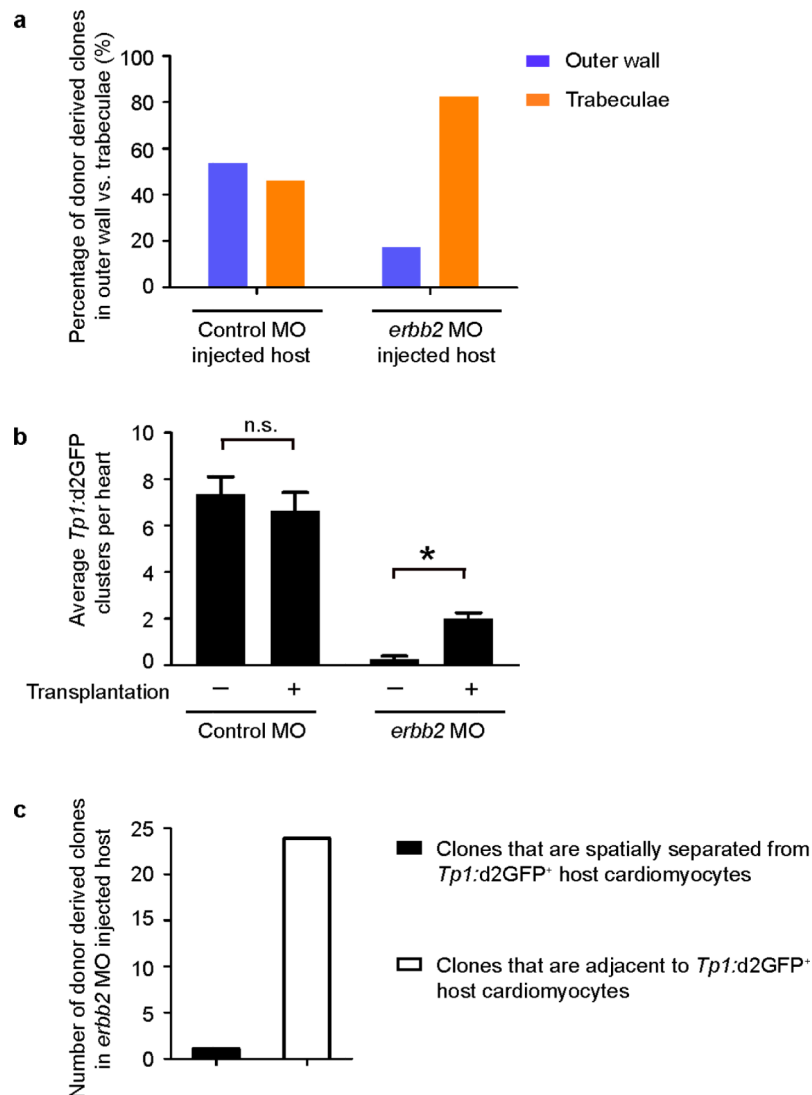 a
Percentage of donor derived clones
in outer wall vs. trabeculae (%)
100
80
60
40
20
0
Outer wall
Trabeculae
Control MO
injected host
erbb2 MO
injected host
b
Average Tp1:d2GFP
clusters per heart
10
8
6
4
2
0
n.s.
*
Transplantation − + − +
Control MO
erbb2 MO
c
Number of donor derived clones
in erbb2 MO injected host
25
20
15
10
5
0
Clones that are spatially separated from
Tp1:d2GFP⁺ host cardiomyocytes
Clones that are adjacent to Tp1:d2GFP⁺
host cardiomyocytes